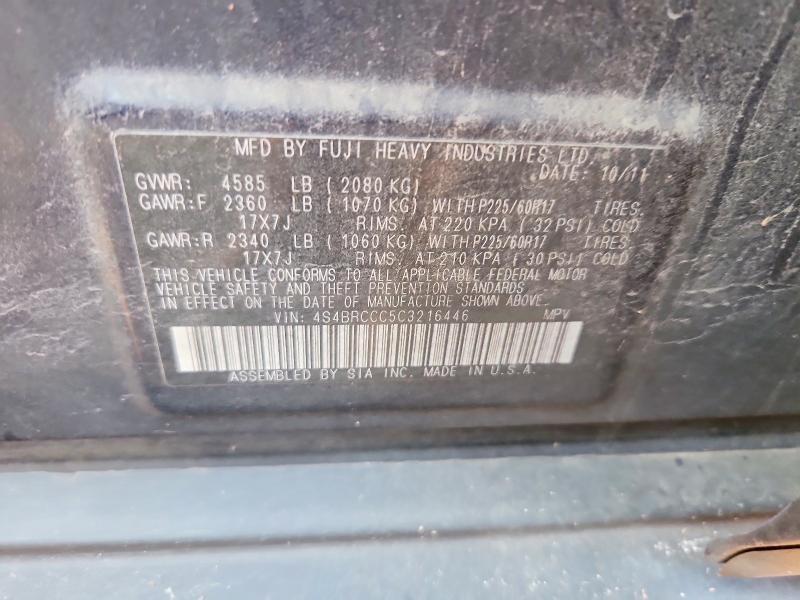 MFD BY FUJI HEAVY INDUSTRIES LTD.
DATE: 10/11
GVWR: 4585 LB (2080 KG)
GAWR:F 2360 LB (1070 KG) WITH P225/60R17 TIRES.
17X7J RIMS. AT 220 KPA (32 PSI) COLD
GAWR:R 2340 LB (1060 KG) WITH P225/60R17 TIRES.
17X7J RIMS. AT 210 KPA (30 PSI) COLD
THIS VEHICLE CONFORMS TO ALL APPLICABLE FEDERAL MOTOR
VEHICLE SAFETY AND THEFT PREVENTION STANDARDS
IN EFFECT ON THE DATE OF MANUFACTURE SHOWN ABOVE.
VIN: 4S4BRCCC5C3216446 MPV
ASSEMBLED BY SIA INC. MADE IN U.S.A.